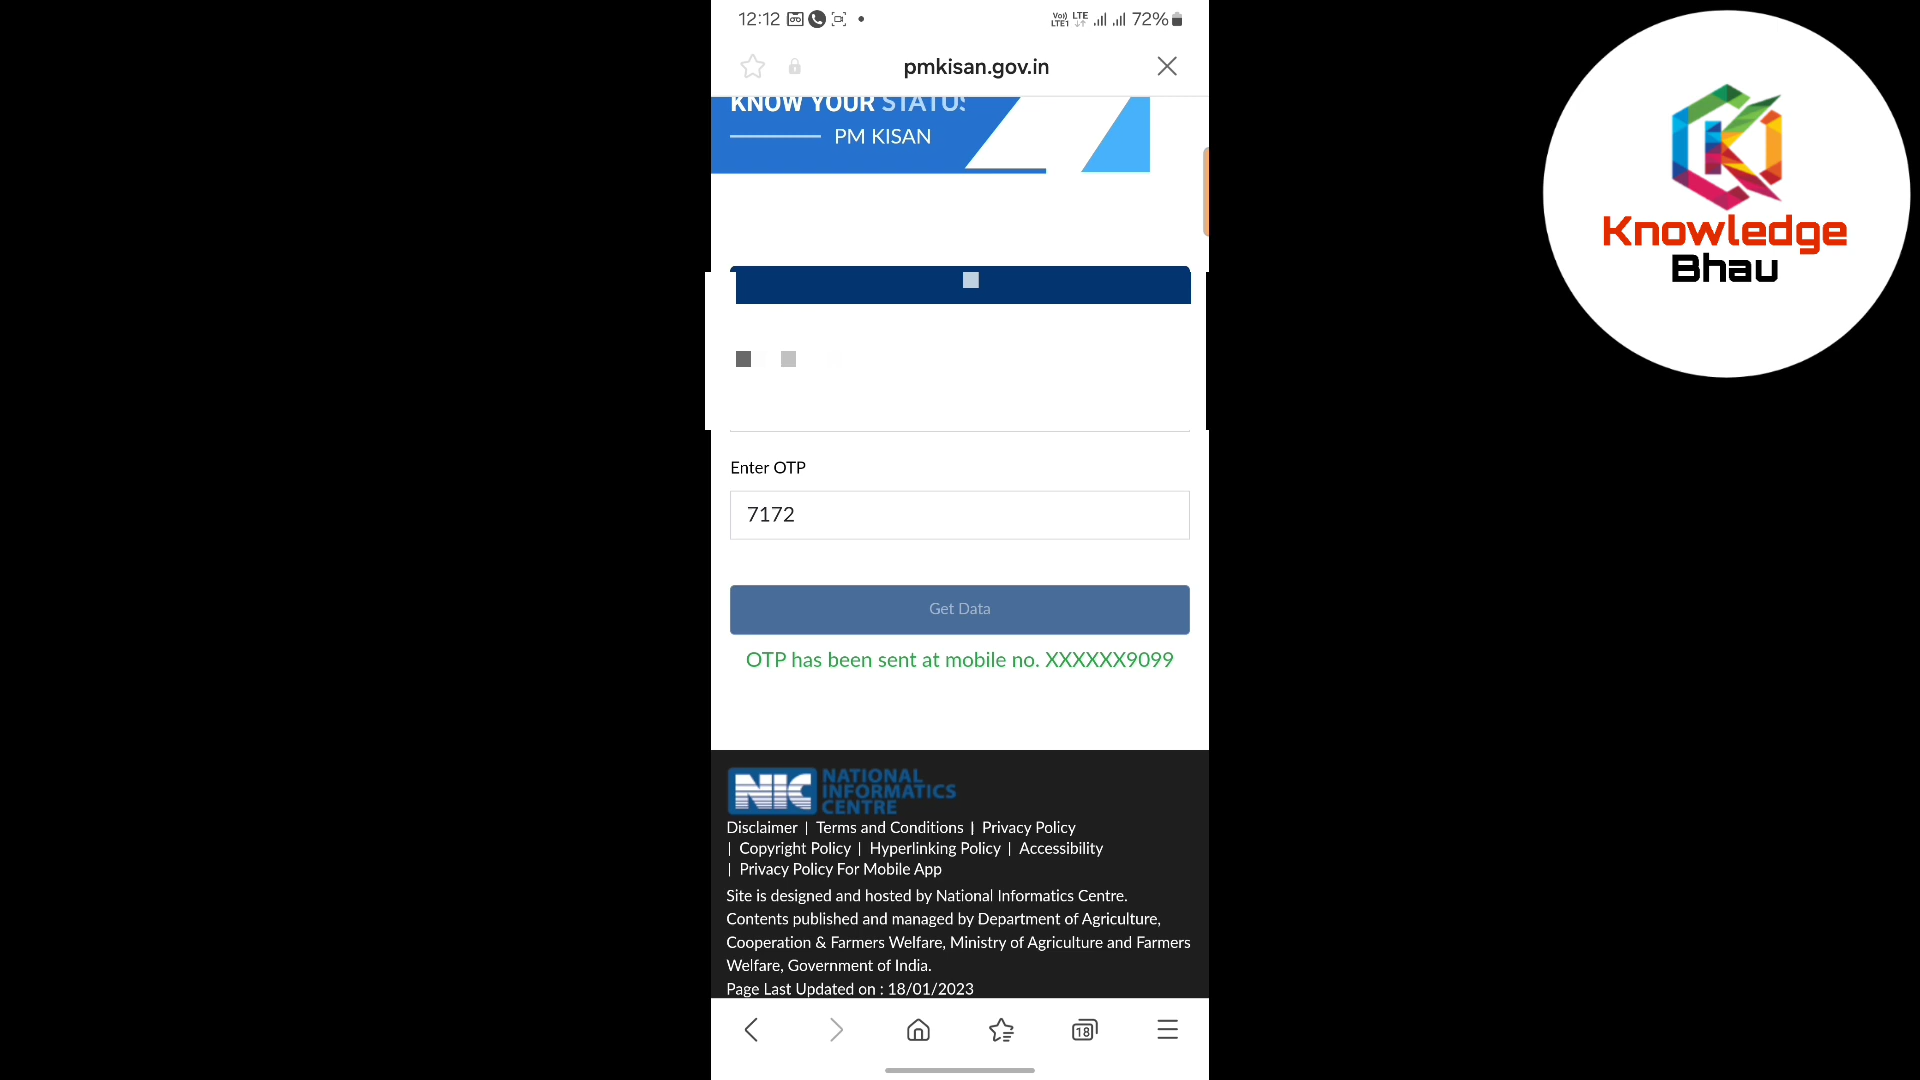 12:12
Vo)) LTE 72%
LTE1
pmkisan.gov.in
KNOW YOUR STATUS
PM KISAN
Knowledge
Bhau
Enter OTP
7172
Get Data
OTP has been sent at mobile no. XXXXXX9099
NIC NATIONAL
INFORMATICS
CENTRE
Disclaimer | Terms and Conditions | Privacy Policy
| Copyright Policy | Hyperlinking Policy | Accessibility
| Privacy Policy For Mobile App
Site is designed and hosted by National Informatics Centre.
Contents published and managed by Department of Agriculture,
Cooperation & Farmers Welfare, Ministry of Agriculture and Farmers
Welfare, Government of India.
Page Last Updated on : 18/01/2023
18